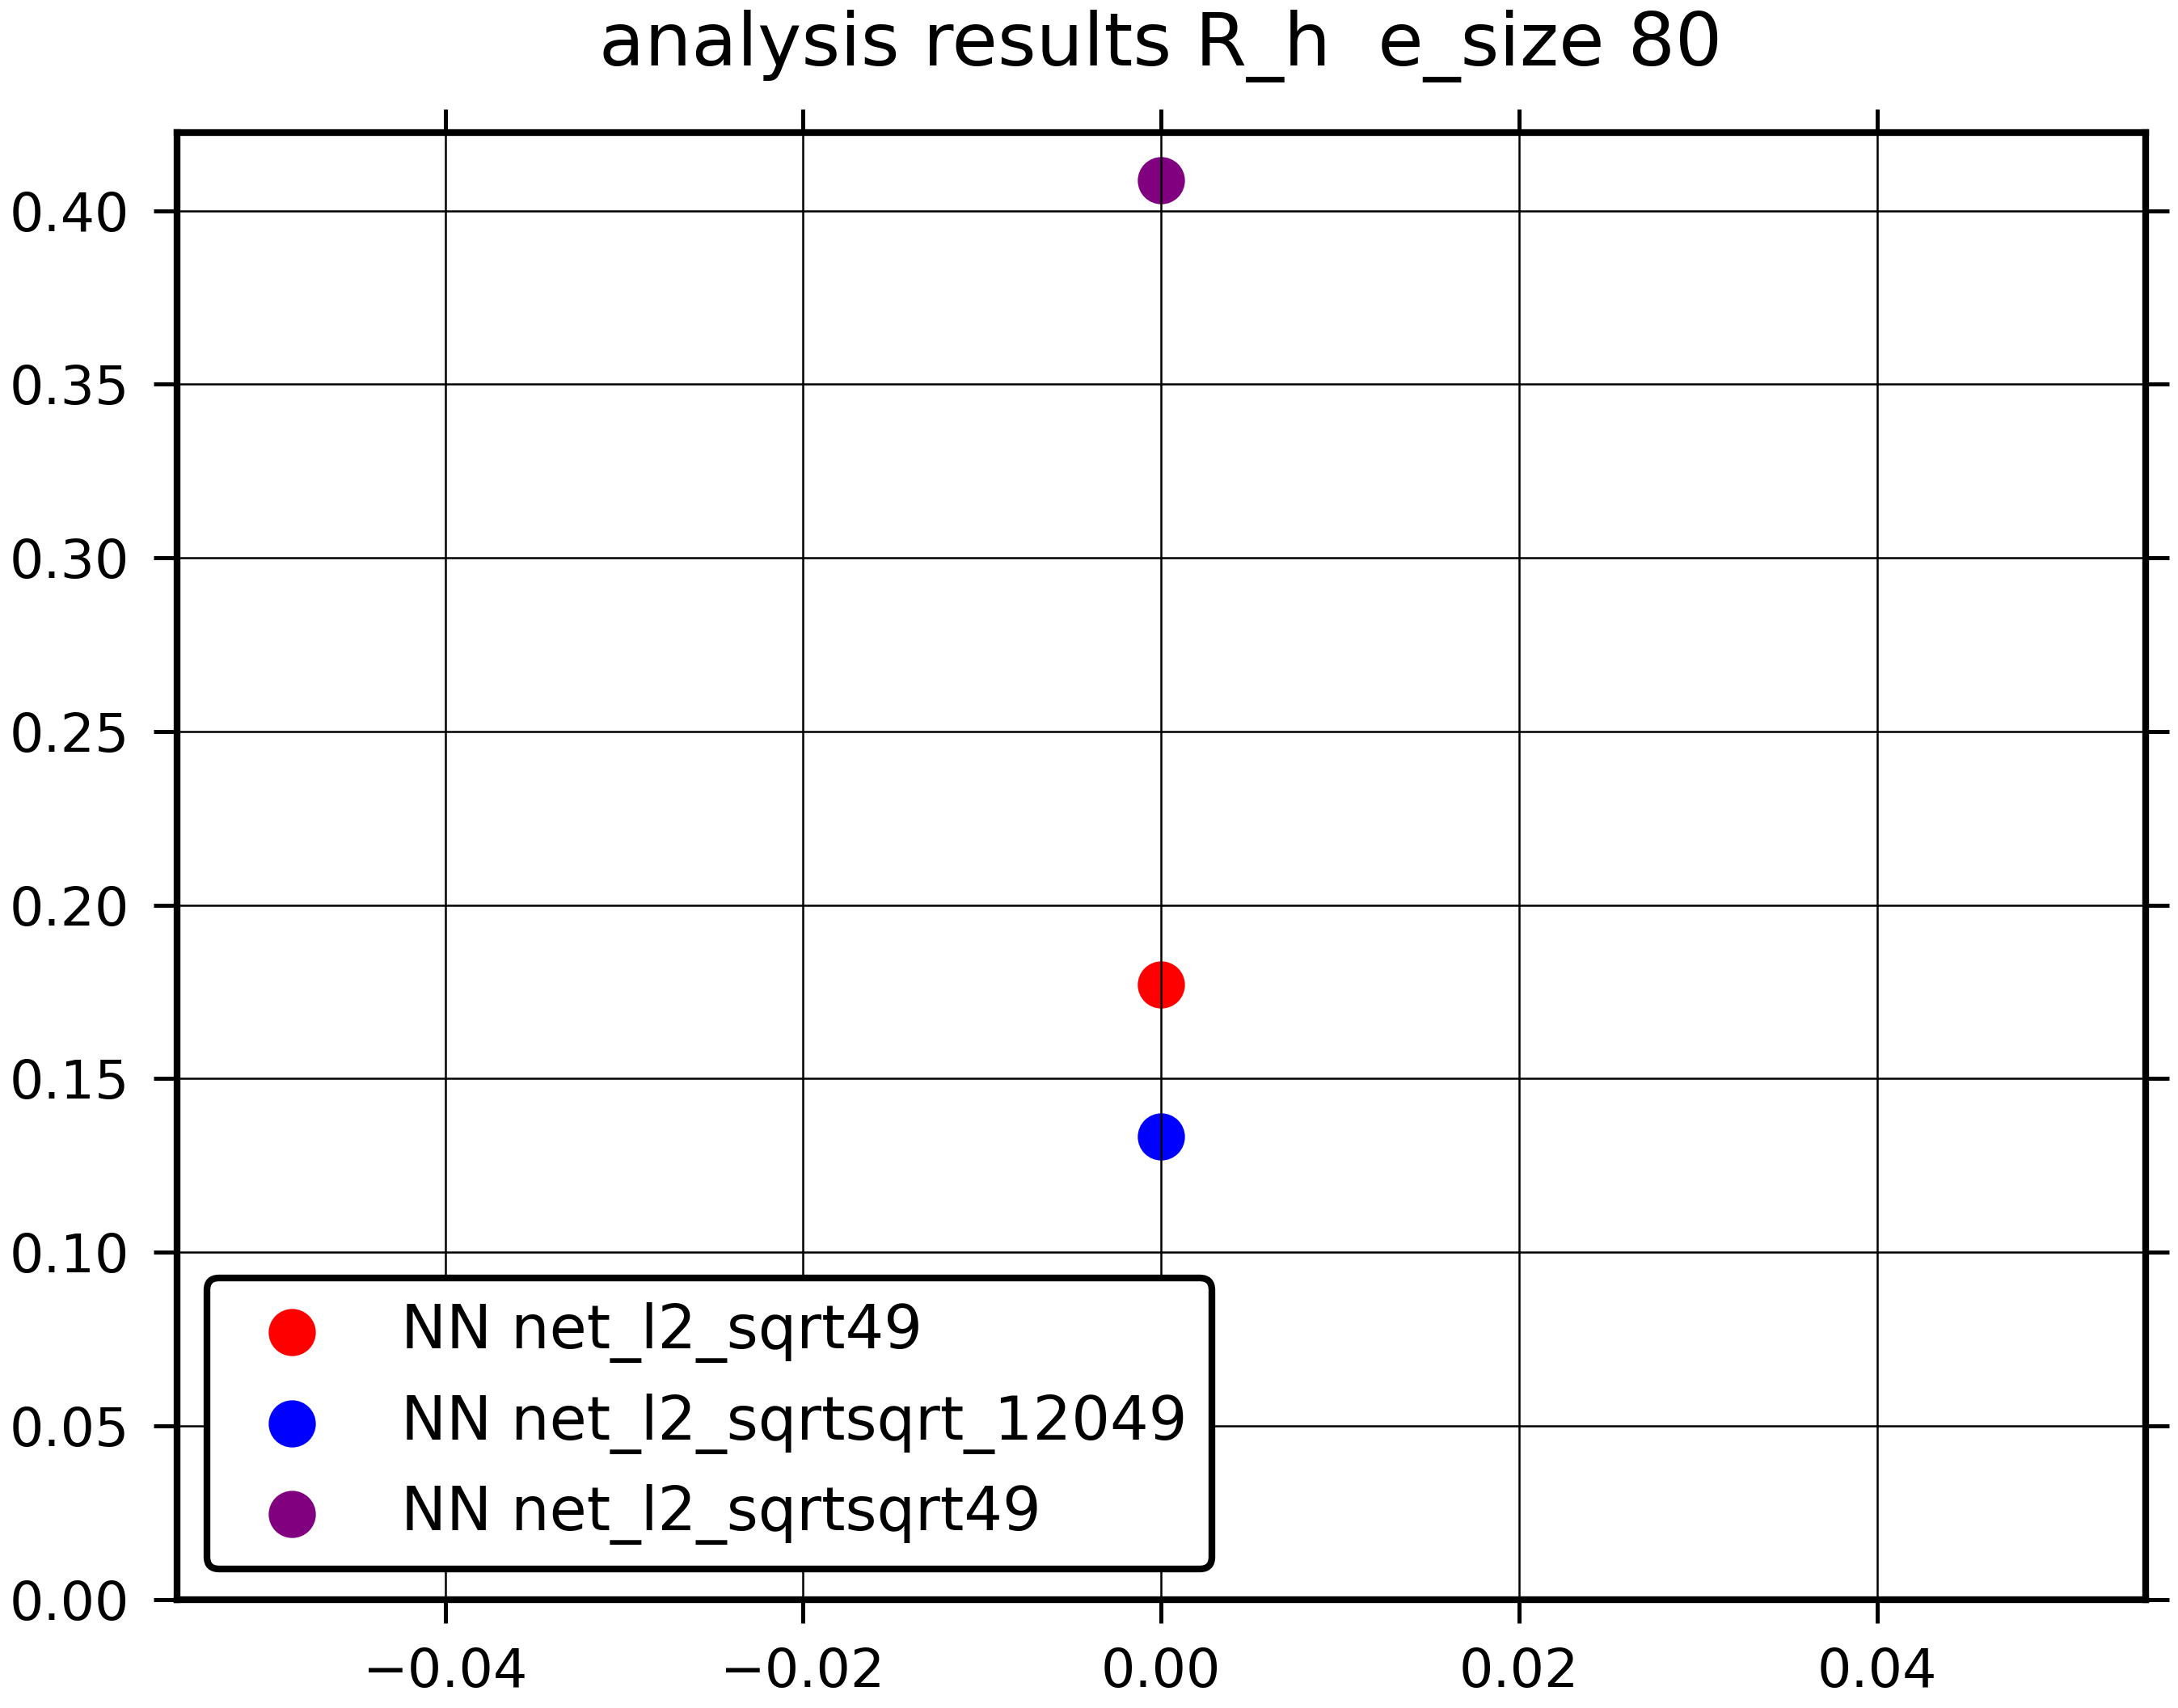 analysis results R_h e_size 80
0.40
0.35
0.30
0.25
0.20
0.15
0.10
0.05
0.00
NN net_l2_sqrt49
NN net_l2_sqrtsqrt_12049
NN net_l2_sqrtsqrt49
−0.04 −0.02 0.00 0.02 0.04